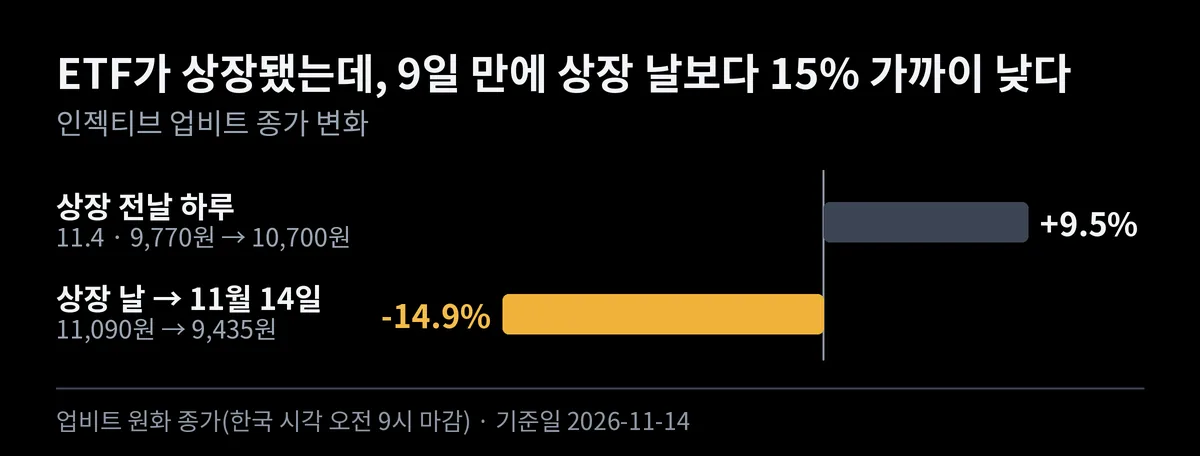 ETF가 상장됐는데, 9일 만에 상장 날보다 15% 가까이 낮다
인젝티브 업비트 종가 변화
상장 전날 하루
11.4 · 9,770원 → 10,700원
+9.5%
상장 날 → 11월 14일
11,090원 → 9,435원
-14.9%
업비트 원화 종가(한국 시각 오전 9시 마감) · 기준일 2026-11-14